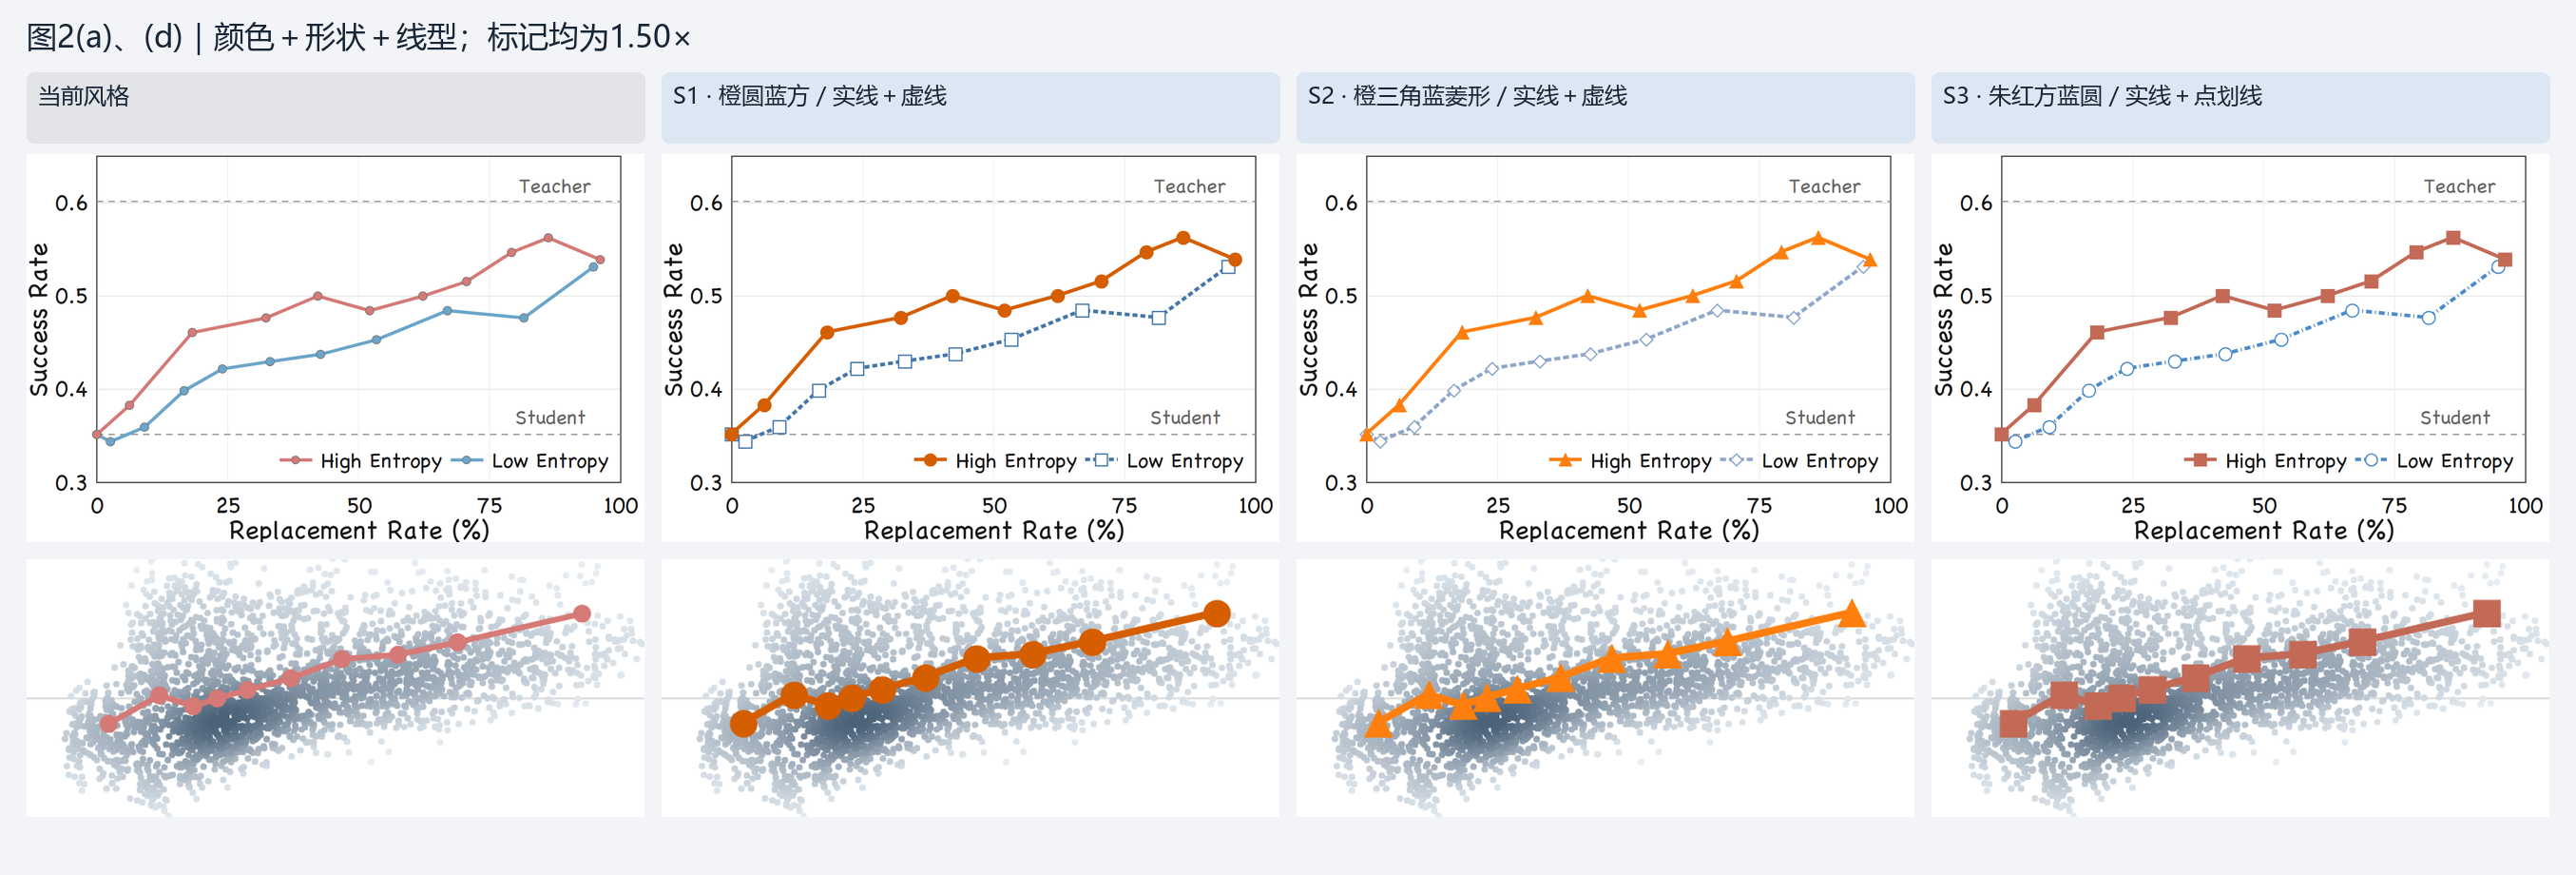 图2(a)、(d)｜颜色＋形状＋线型；标记均为1.50×
当前风格
S1 · 橙圆蓝方 / 实线＋虚线
S2 · 橙三角蓝菱形 / 实线＋虚线
S3 · 朱红方蓝圆 / 实线＋点划线
Success Rate
0.6
0.5
0.4
0.3
Teacher
Student
High Entropy
Low Entropy
0 25 50 75 100
Replacement Rate (%)
Success Rate
0.6
0.5
0.4
0.3
Teacher
Student
High Entropy
Low Entropy
0 25 50 75 100
Replacement Rate (%)
Success Rate
0.6
0.5
0.4
0.3
Teacher
Student
High Entropy
Low Entropy
0 25 50 75 100
Replacement Rate (%)
Success Rate
0.6
0.5
0.4
0.3
Teacher
Student
High Entropy
Low Entropy
0 25 50 75 100
Replacement Rate (%)